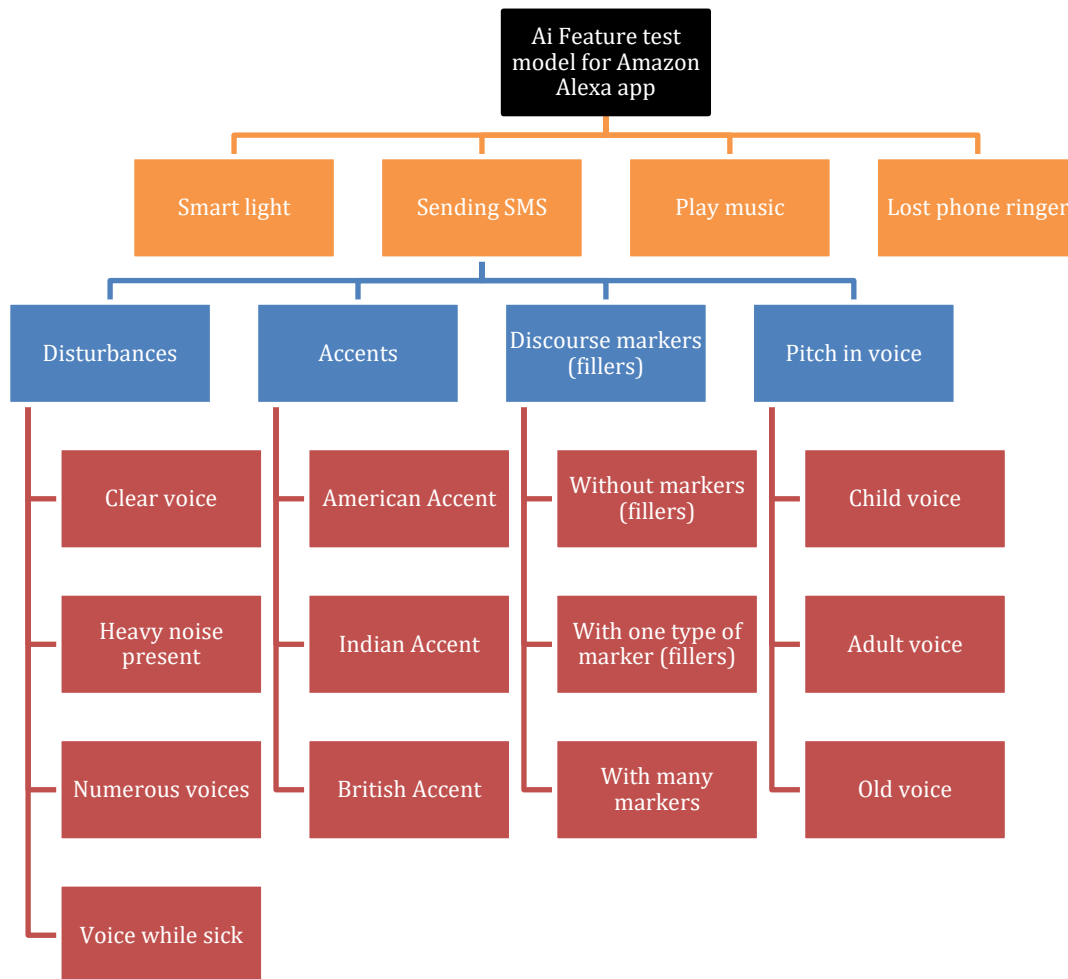 Ai Feature test
model for Amazon
Alexa app
Smart light
Sending SMS
Play music
Lost phone ringer
Disturbances
Accents
Discourse markers
(fillers)
Pitch in voice
Clear voice
American Accent
Without markers
(fillers)
Child voice
Heavy noise
present
Indian Accent
With one type of
marker (fillers)
Adult voice
Numerous voices
British Accent
With many
markers
Old voice
Voice while sick